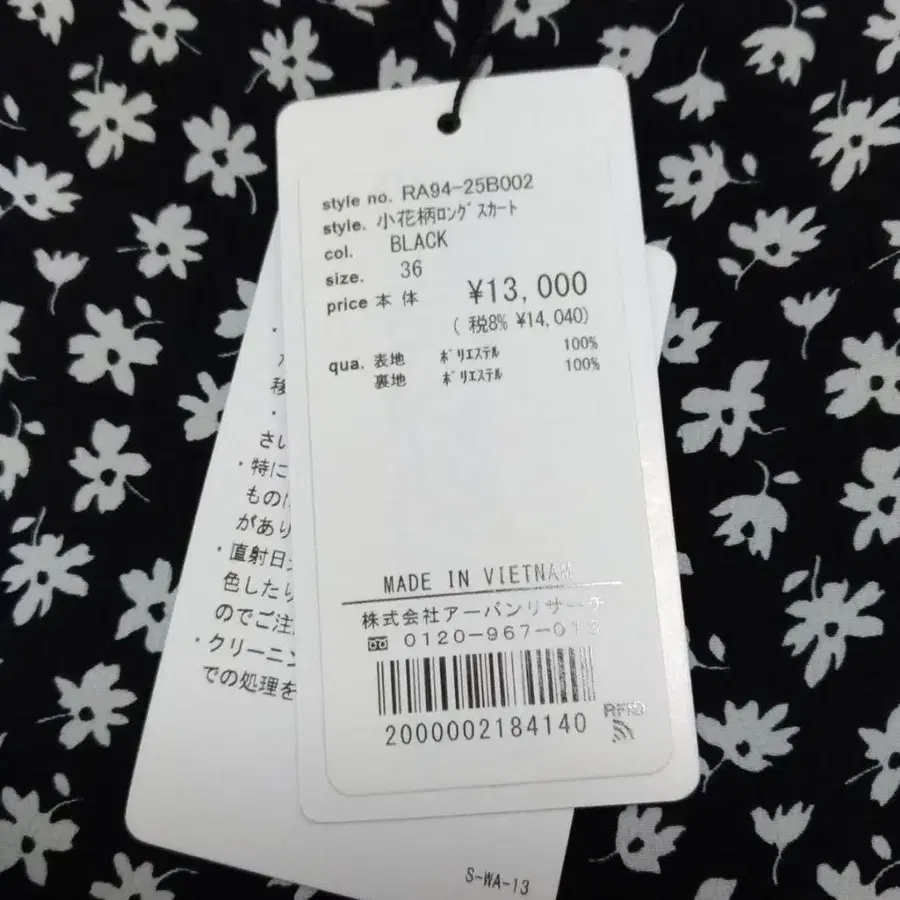 style no. RA94-25B002
style. 小花柄ﾛﾝｸﾞｽｶｰﾄ
col. BLACK
size. 36
price 本 体 ¥13,000
( 税8% ¥14,040)
qua. 表地 ﾎﾟﾘｴｽﾃﾙ 100%
裏地 ﾎﾟﾘｴｽﾃﾙ 100%
MADE IN VIETNAM
株式会社アーバンリサーチ
0120-967-013
2000002184140
RFID
移
さい
・特に
ものに
があり
・直射日
色したり
のでご注
・クリーニン
での処理を
S-WA-13